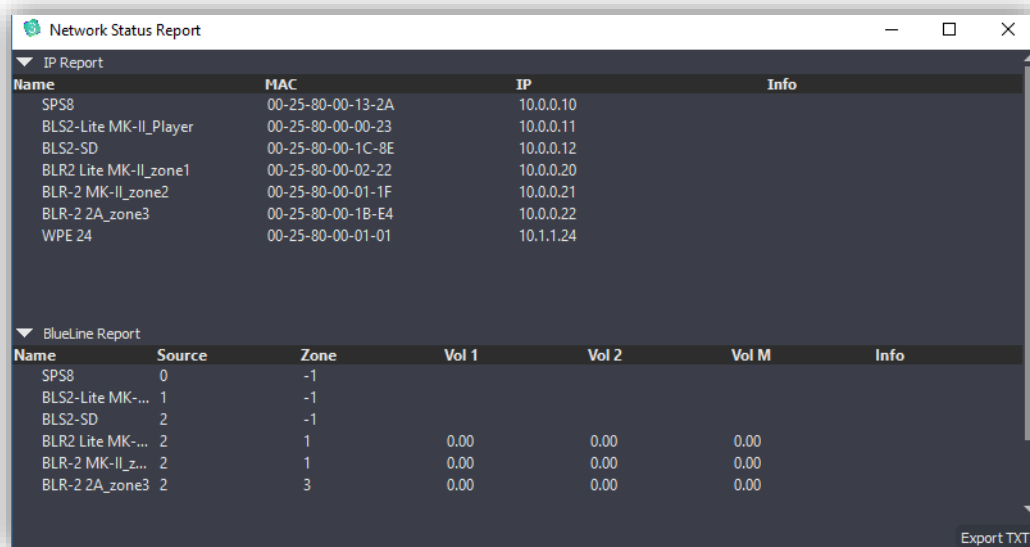 Network Status Report
IP Report
Name MAC IP Info
SPS8 00-25-80-00-13-2A 10.0.0.10
BLS2-Lite MK-II_Player 00-25-80-00-00-23 10.0.0.11
BLS2-SD 00-25-80-00-1C-8E 10.0.0.12
BLR2 Lite MK-II_zone1 00-25-80-00-02-22 10.0.0.20
BLR-2 MK-II_zone2 00-25-80-00-01-1F 10.0.0.21
BLR-2 2A_zone3 00-25-80-00-1B-E4 10.0.0.22
WPE 24 00-25-80-00-01-01 10.1.1.24
BlueLine Report
Name Source Zone Vol 1 Vol 2 Vol M Info
SPS8 0 -1
BLS2-Lite MK-... 1 -1
BLS2-SD 2 -1
BLR2 Lite MK-... 2 1 0.00 0.00 0.00
BLR-2 MK-II_z... 2 1 0.00 0.00 0.00
BLR-2 2A_zone3 2 3 0.00 0.00 0.00
Export TXT